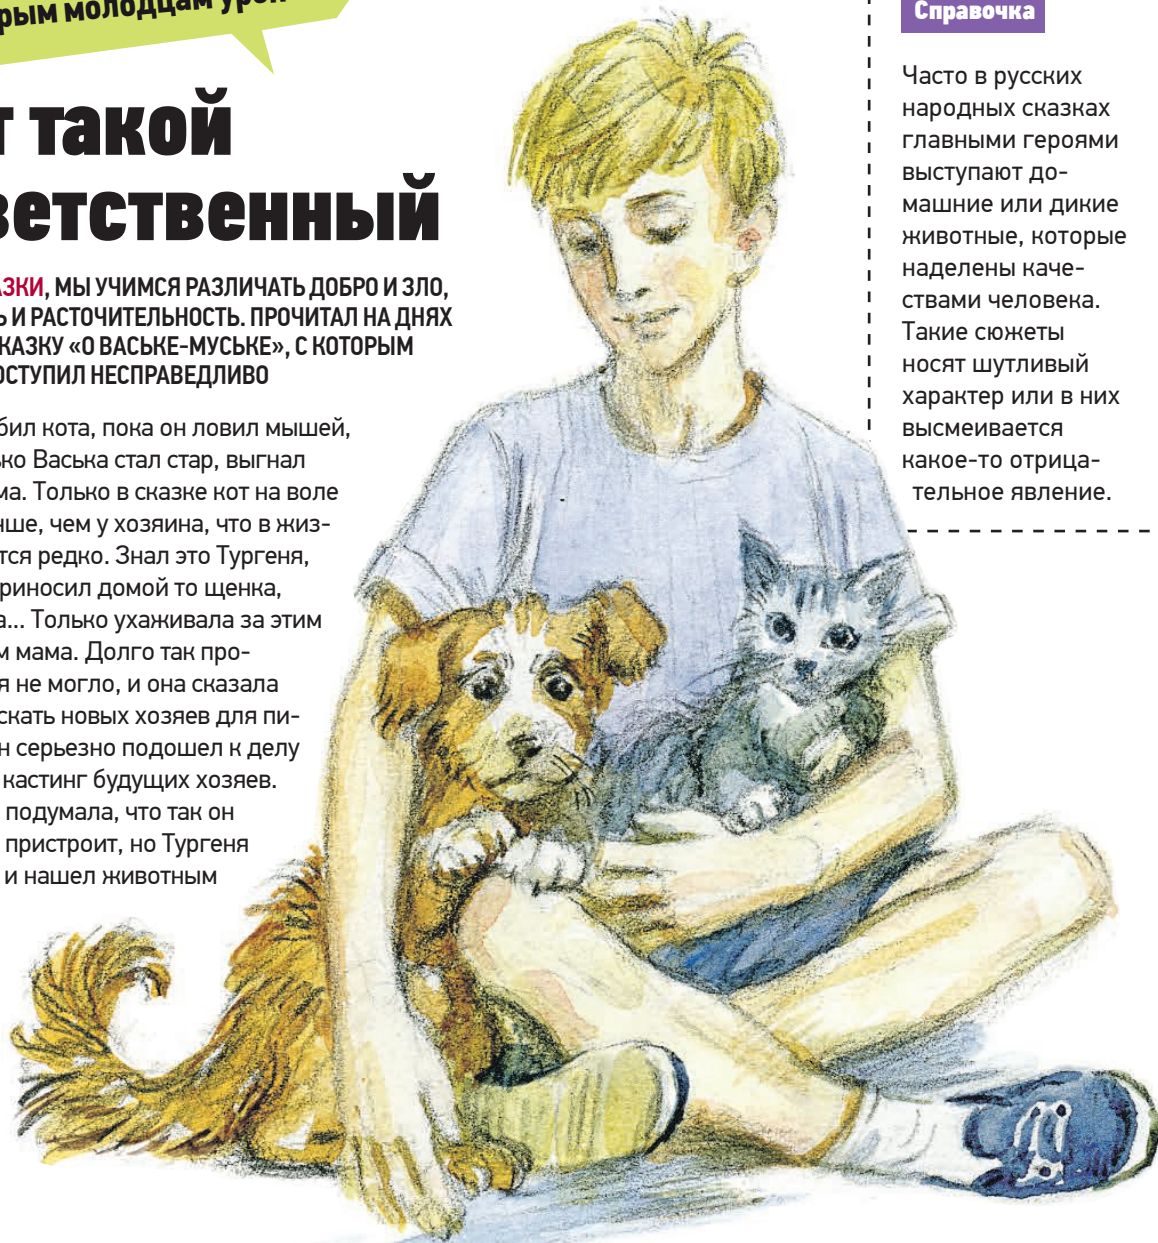 рым молодцам урок
т такой
ветственный
АЗКИ, МЫ УЧИМСЯ РАЗЛИЧАТЬ ДОБРО И ЗЛО,
Ь И РАСТОЧИТЕЛЬНОСТЬ. ПРОЧИТАЛ НА ДНЯХ
КАЗКУ «О ВАСЬКЕ-МУСЬКЕ», С КОТОРЫМ
ОСТУПИЛ НЕСПРАВЕДЛИВО
бил кота, пока он ловил мышей,
ько Васька стал стар, выгнал
ма. Только в сказке кот на воле
чше, чем у хозяина, что в жиз-
тся редко. Знал это Тургеня,
риносил домой то щенка,
а... Только ухаживала за этим
м мама. Долго так про-
я не могло, и она сказала
скать новых хозяев для пи-
н серьезно подошел к делу
кастинг будущих хозяев.
подумала, что так он
пристроит, но Тургеня
и нашел животным
Справочка
Часто в русских
народных сказках
главными героями
выступают до-
машние или дикие
животные, которые
наделены каче-
ствами человека.
Такие сюжеты
носят шутливый
характер или в них
высмеивается
какое-то отрица-
тельное явление.